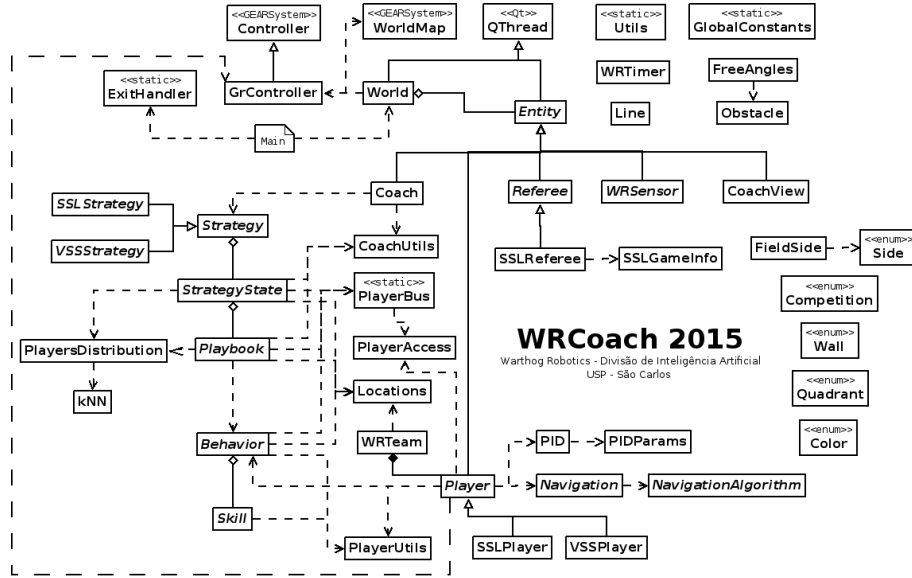 <<GEARSystem>>
Controller
<<GEARSystem>>
WorldMap
<<Qt>>
QThread
<<static>>
Utils
<<static>>
GlobalConstants
<<static>>
ExitHandler
GrController
World
Entity
WRTimer
FreeAngles
Line
Obstacle
Main
Coach
Referee
WRSensor
CoachView
SSLStrategy
VSSStrategy
Strategy
CoachUtils
SSLReferee
SSLGameInfo
FieldSide
<<enum>>
Side
StrategyState
<<static>>
PlayerBus
<<enum>>
Competition
PlayersDistribution
Playbook
PlayerAccess
WRCoach 2015
Warthog Robotics - Divisão de Inteligência Artificial
USP - São Carlos
<<enum>>
Wall
kNN
Locations
<<enum>>
Quadrant
Behavior
WRTeam
PID
PIDParams
<<enum>>
Color
Player
Navigation
NavigationAlgorithm
Skill
PlayerUtils
SSLPlayer
VSSPlayer